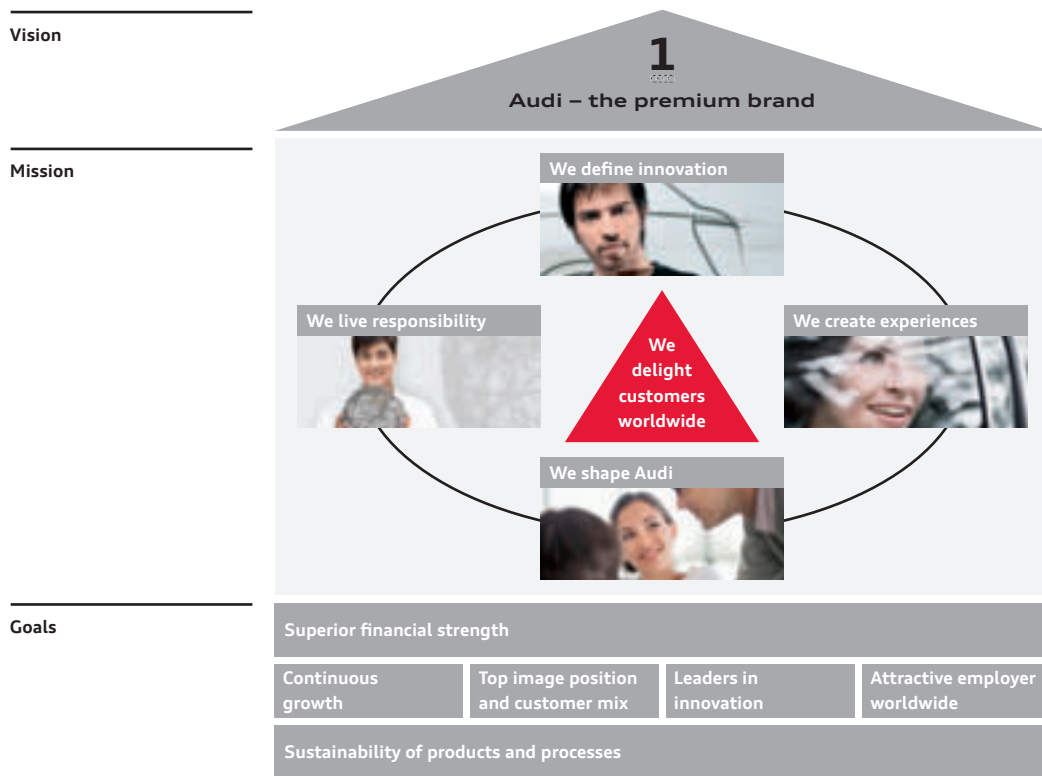 Vision
1
Audi – the premium brand
Mission
We define innovation
We live responsibility
We create experiences
We
delight
customers
worldwide
We shape Audi
Goals
Superior financial strength
Continuous
growth
Top image position
and customer mix
Leaders in
innovation
Attractive employer
worldwide
Sustainability of products and processes